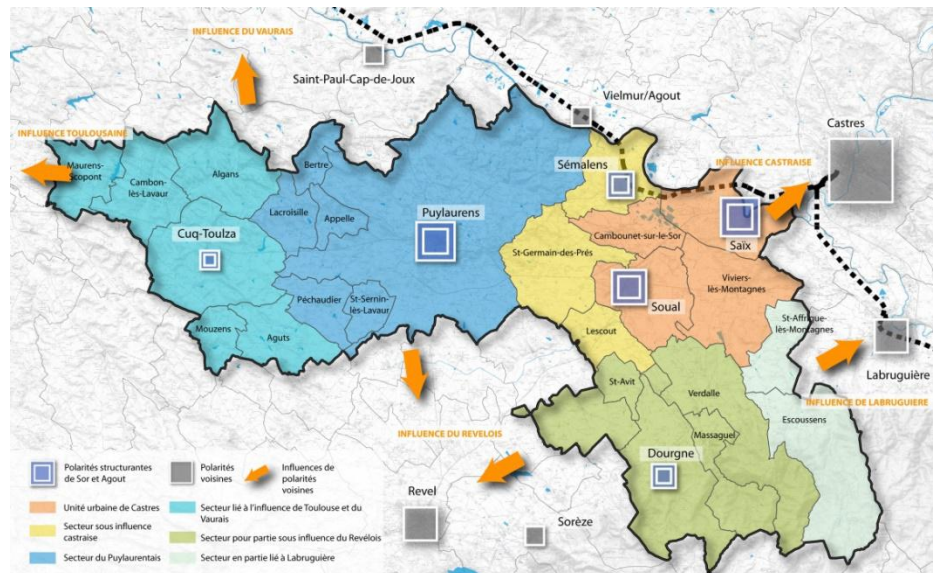 INFLUENCE DU VAURAIS
Saint-Paul-Cap-de-Joux
Vielmur/Agout
Castres
INFLUENCE TOULOUSAINE
INFLUENCE CASTRAISE
Maurens-
Scopont
Cambon-
lès-Lavaur
Algans
Bertre
Sémalens
Lacroisille
Appelle
Puylaurens
Cuq-Toulza
Cambounet-sur-le-Sor
Saïx
St-Germain-des-Prés
Viviers-
lès-Montagnes
Péchaudier
St-Sernin-
lès-Lavaur
Soual
St-Affrique-
lès-Montagnes
Mouzens
Aguts
Lescout
Labruguière
St-Avit
Verdalle
INFLUENCE DE LABRUGUIERE
Escoussens
INFLUENCE DU REVELOIS
Massaguel
Dourgne
Revel
Sorèze
Polarités structurantes
de Sor et Agout
Polarités
voisines
Influences de
polarités
voisines
Unité urbaine de Castres
Secteur sous influence
castraise
Secteur du Puylaurentais
Secteur lié à l'influence de Toulouse et du
Vaurais
Secteur pour partie sous influence du Revélois
Secteur en partie lié à Labruguière